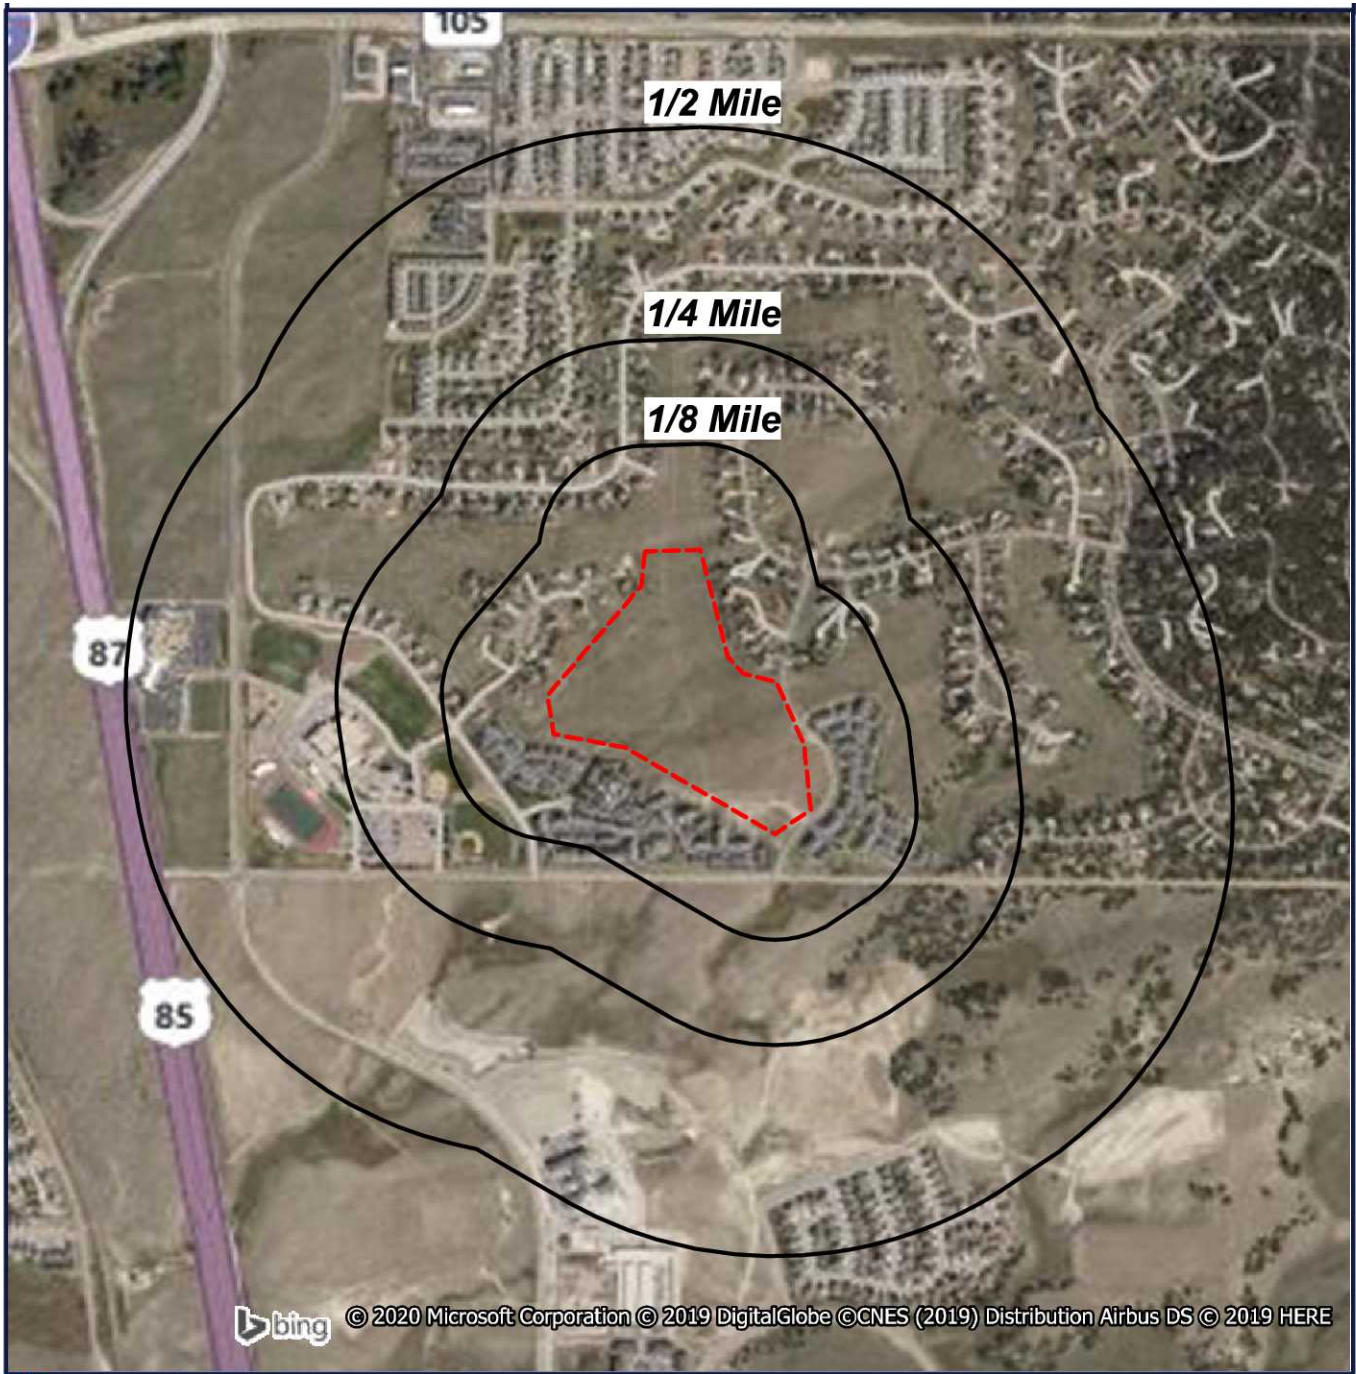 105
1/2 Mile
1/4 Mile
1/8 Mile
87
85
bing © 2020 Microsoft Corporation © 2019 DigitalGlobe ©CNES (2019) Distribution Airbus DS © 2019 HERE